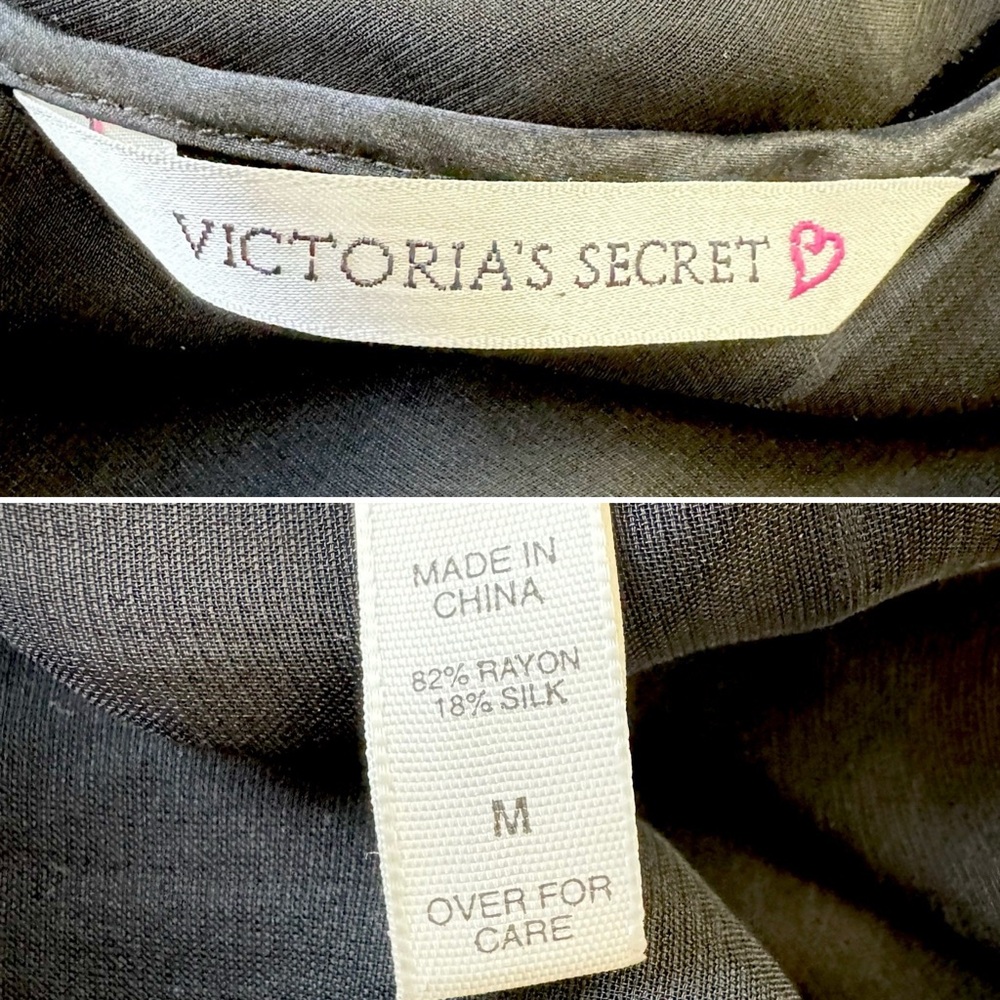 VICTORIA'S SECRET
MADE IN
CHINA
82% RAYON
18% SILK
M
OVER FOR
CARE